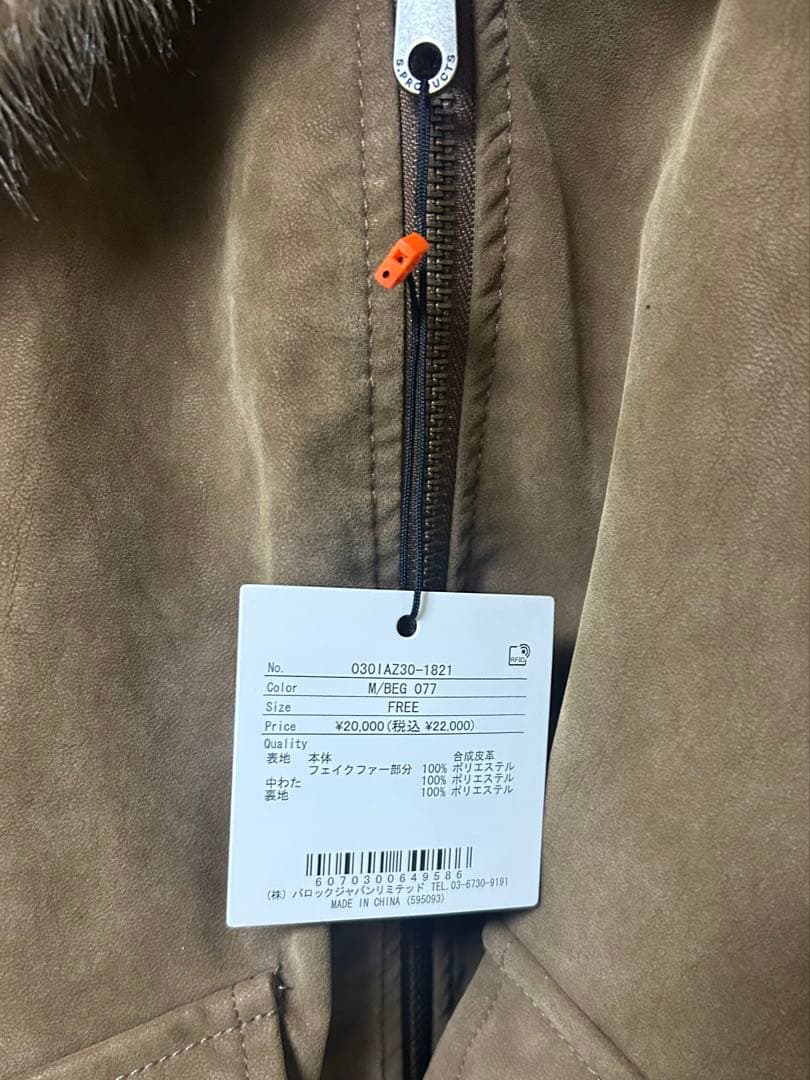 S.PRODUCTS
RFID
No. 030IAZ30-1821
Color M/BEG 077
Size FREE
Price ¥20,000(税込 ¥22,000)
Quality
表地 本体 合成皮革
フェイクファー部分 100% ポリエステル
中わた 100% ポリエステル
裏地 100% ポリエステル
6070300649586
(株) バロックジャパンリミテッド TEL.03-6730-9191
MADE IN CHINA (595093)